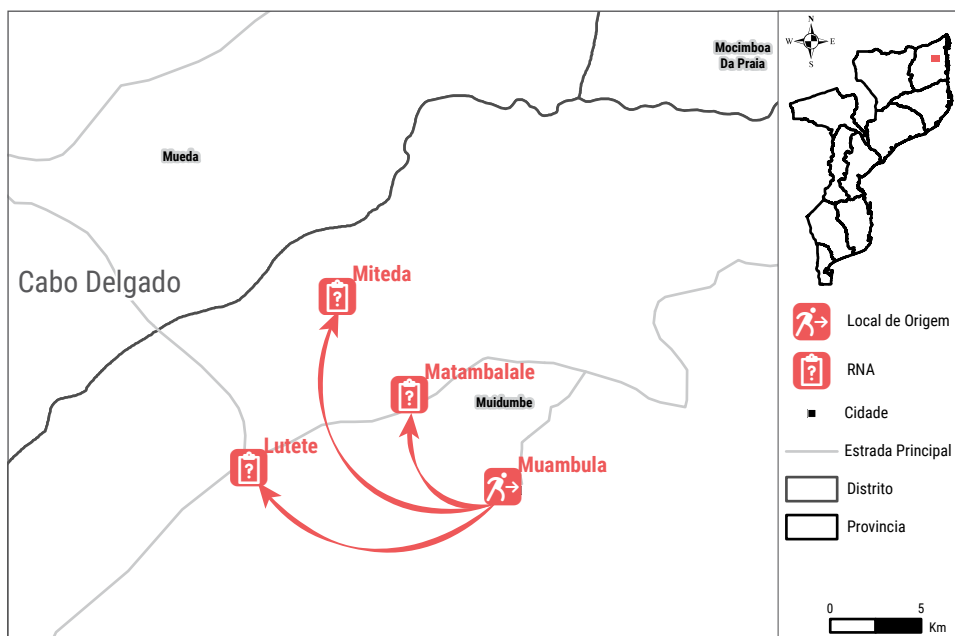 Mocimboa
Da Praia
Mueda
Cabo Delgado
Miteda
Matambalale
Muidumbe
Lutete
Muambula
N
W
E
S
Local de Origem
?
RNA
Cidade
Estrada Principal
Distrito
Provincia
0
5
Km
?
?
?